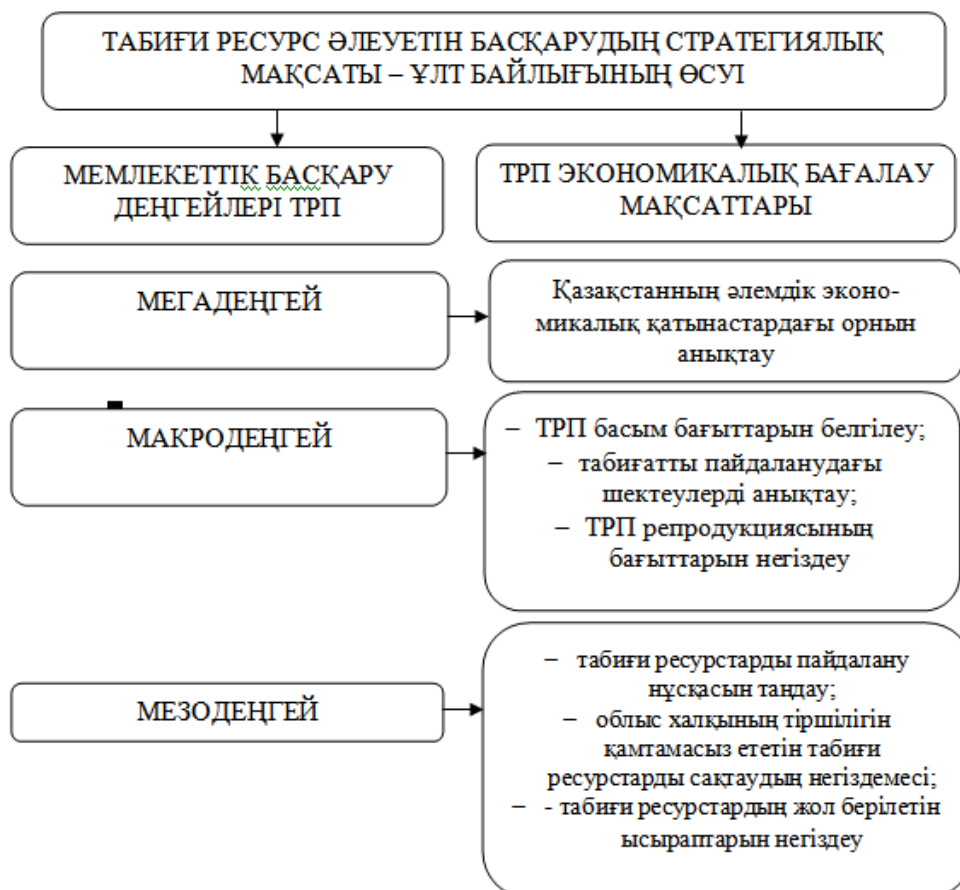 ТАБИҒИ РЕСУРС ӘЛЕУЕТІН БАСҚАРУДЫҢ СТРАТЕГИЯЛЫҚ
МАҚСАТЫ – ҰЛТ БАЙЛЫҒЫНЫҢ ӨСУІ
МЕМЛЕКЕТТІҚ БАСҚАРУ
ДЕҢГЕЙЛЕРІ ТРП
ТРП ЭКОНОМИКАЛЫҚ БАҒАЛАУ
МАҚСАТТАРЫ
МЕГАДЕҢГЕЙ
Қазақстанның әлемдік эконо-
микалық қатынастардағы орнын
анықтау
МАКРОДЕҢГЕЙ
– ТРП басым бағыттарын белгілеу;
– табиғатты пайдаланудағы
шектеулерді анықтау;
– ТРП репродукциясының
бағыттарын негіздеу
МЕЗОДЕҢГЕЙ
– табиғи ресурстарды пайдалану
нұсқасын таңдау;
– облыс халқының тіршілігін
қамтамасыз ететін табиғи
ресурстарды сақтаудың негіздемесі;
– - табиғи ресурстардың жол берілетін
ысыраптарын негіздеу